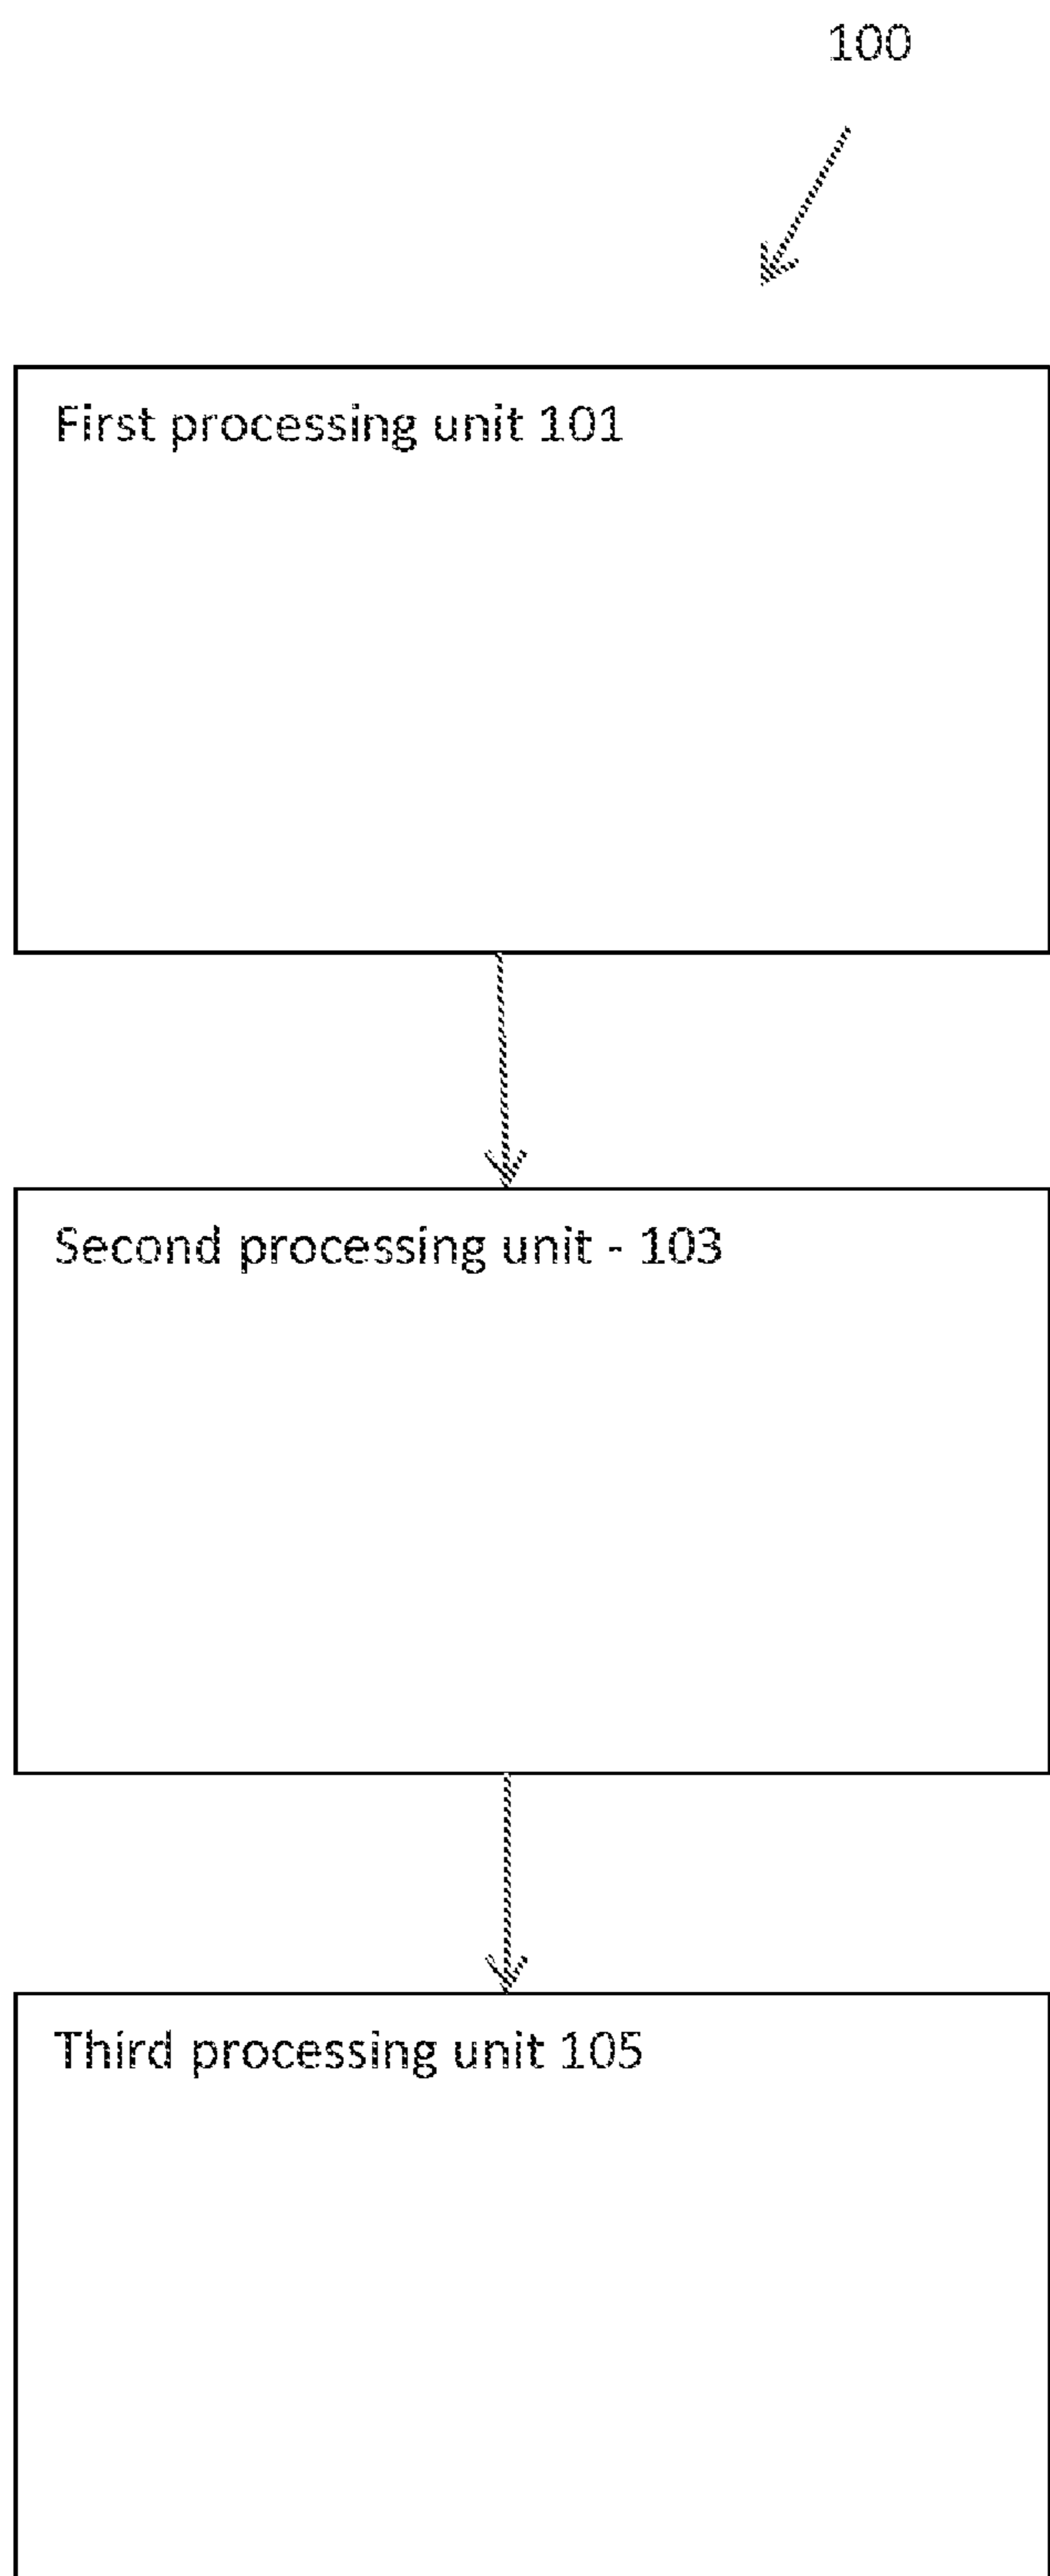 100
First processing unit 101
Second processing unit - 103
Third processing unit 105